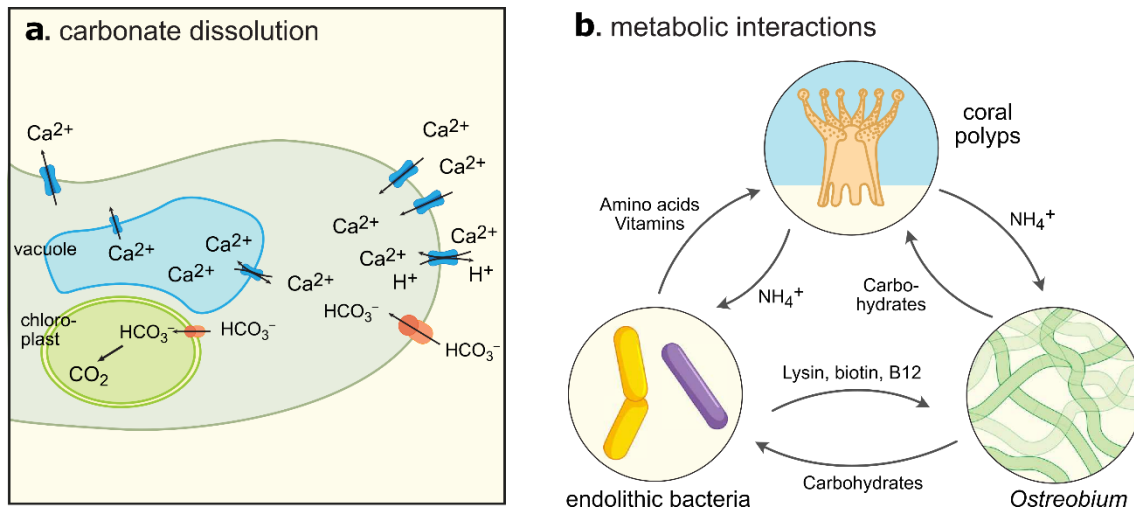 a. carbonate dissolution
Ca2+
Ca2+
Ca2+
vacuole
Ca2+
Ca2+
Ca2+
Ca2+
Ca2+
Ca2+
Ca2+
H+
H+
chloro-
plast
HCO3−
CO2
HCO3−
HCO3−
HCO3−
b. metabolic interactions
coral
polyps
Amino acids
Vitamins
NH4+
NH4+
Carbo-
hydrates
Lysin, biotin, B12
Carbohydrates
endolithic bacteria
Ostreobium